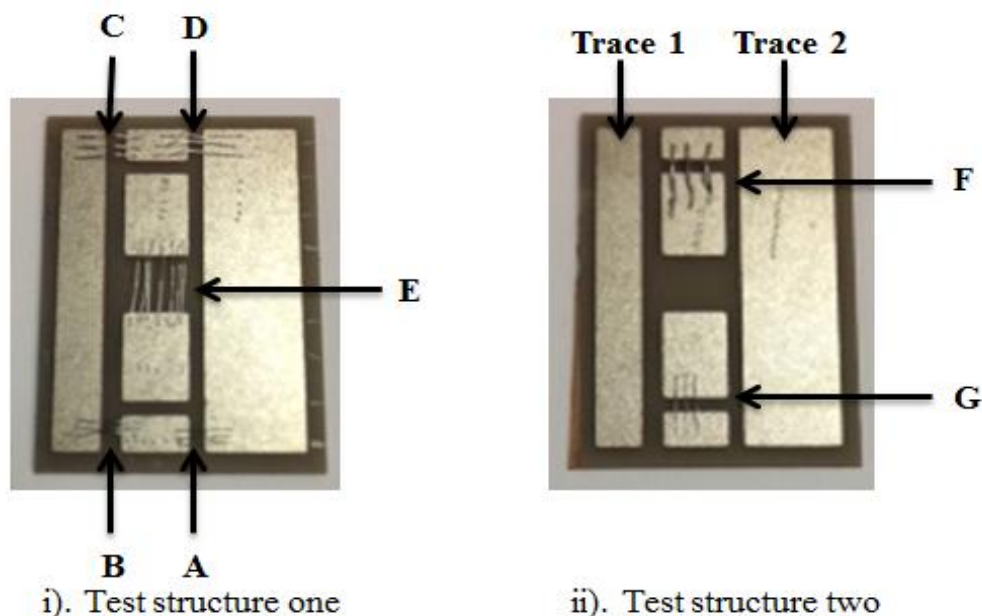 C D
Trace 1 Trace 2
E
F
G
B A
i). Test structure one
ii). Test structure two